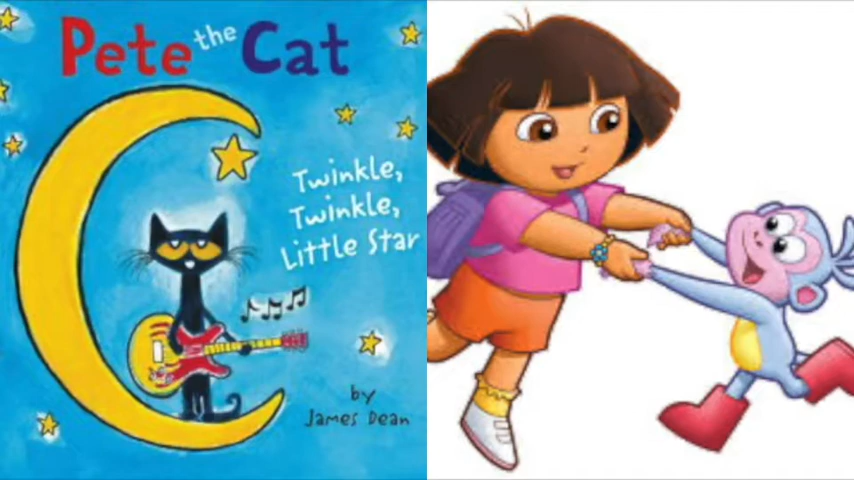 Pete the Cat
Twinkle,
Twinkle,
Little Star
by
James Dean